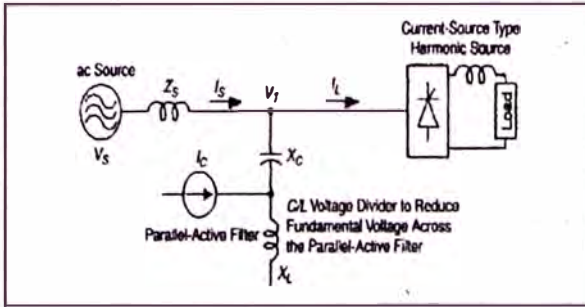 Current-Source Type
Harmonic Source
ac Source
Z_S
I_S
V_1
I_L
Load
V_S
X_C
I_C
C/L Voltage Divider to Reduce
Fundamental Voltage Across
the Parallel-Active Filter
Parallel-Active Filter
X_L